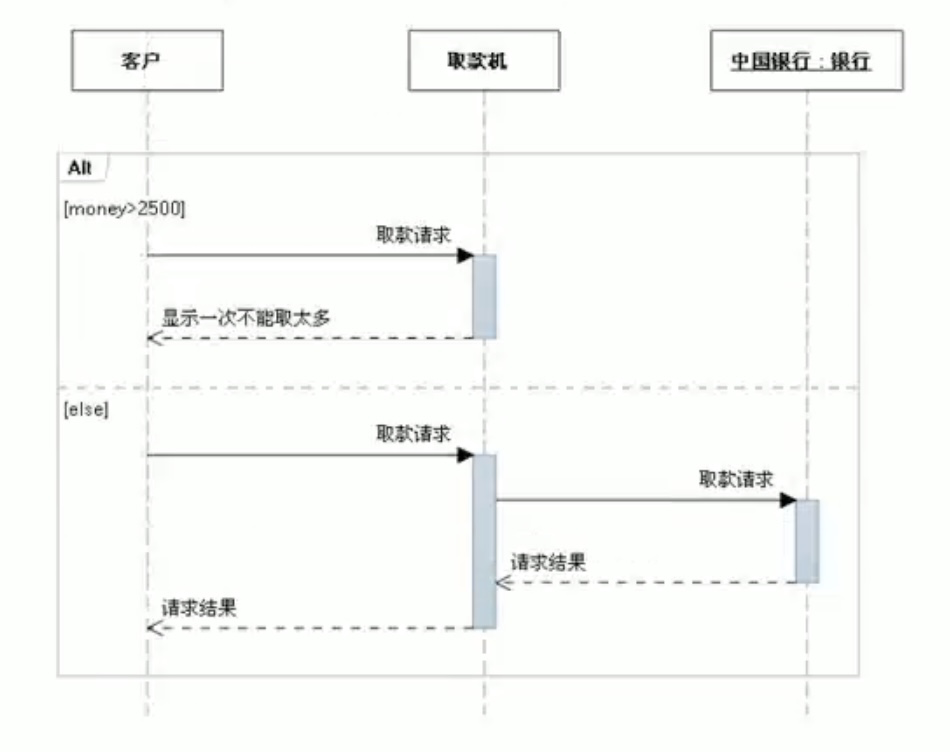 客户
取款机
中国银行：银行
Alt
[money>2500]
取款请求
显示一次不能取太多
[else]
取款请求
取款请求
请求结果
请求结果